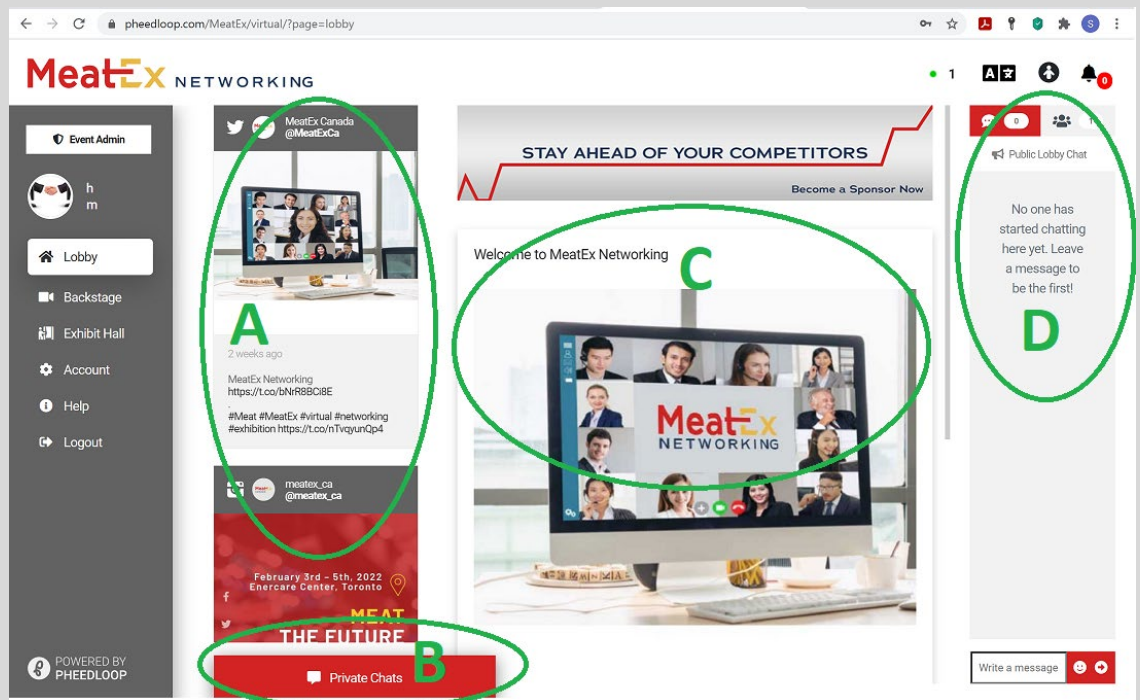 pheedloop.com/MeatEx/virtual/?page=lobby
S
MeatEx NETWORKING
1
0
Event Admin
h
m
Lobby
Backstage
Exhibit Hall
Account
Help
Logout
POWERED BY
PHEEDLOOP
MeatEx Canada
@MeatExCa
A
2 weeks ago
MeatEx Networking
https://t.co/bNrR8BCi8E
.
#Meat #MeatEx #virtual #networking
#exhibition https://t.co/nTvqyunQp4
meatex_ca
@meatex_ca
February 3rd - 5th, 2022
Enercare Center, Toronto
MEAT
THE FUTURE
B
Private Chats
STAY AHEAD OF YOUR COMPETITORS
Become a Sponsor Now
Welcome to MeatEx Networking
C
MeatEx
NETWORKING
0
1
Public Lobby Chat
No one has
started chatting
here yet. Leave
a message to
be the first!
D
Write a message